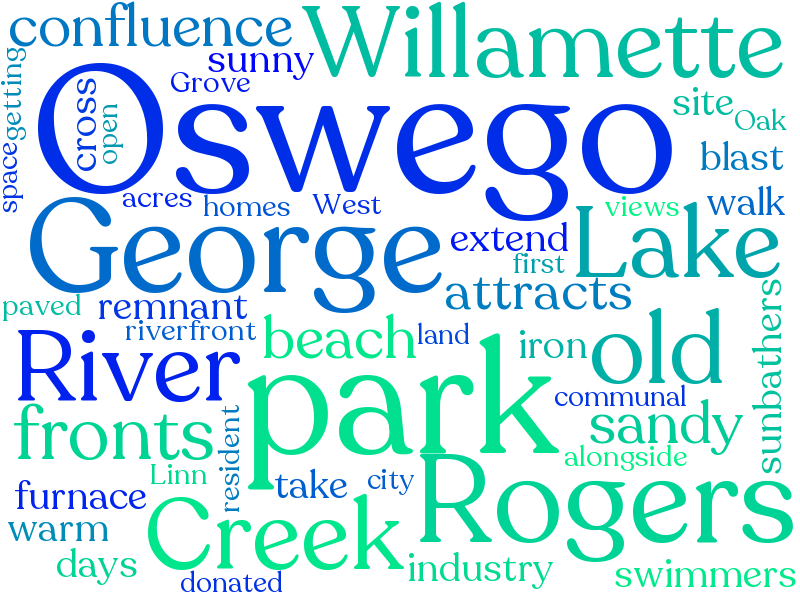 confluence
Willamette
getting
sunny
Grove
cross
open
Oswego
site
Oak
blast
space
acres
homes
West
views
walk
George
extend
first
Lake
attracts
paved
remnant
riverfront
beach
land
iron
old
sunbathers
River
park
communal
sandy
fronts
resident
alongside
Linn
take
city
Rogers
furnace
warm
Creek
days
industry
donated
swimmers